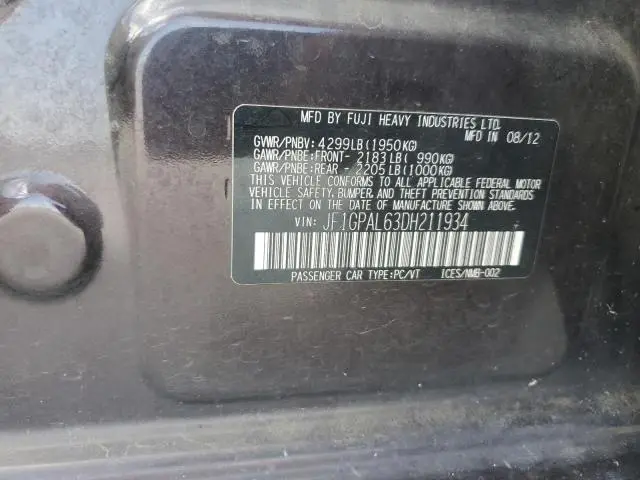 MFD BY FUJI HEAVY INDUSTRIES LTD.
MFD IN 08/12
GVWR/PNBV: 4299LB(1950KG)
GAWR/PNBE:FRONT- 2183LB( 990KG)
GAWR/PNBE:REAR - 2205LB(1000KG)
THIS VEHICLE CONFORMS TO ALL APPLICABLE FEDERAL MOTOR
VEHICLE SAFETY, BUMPER, AND THEFT PREVENTION STANDARDS
IN EFFECT ON THE DATE OF MANUFACTURE SHOWN ABOVE.
VIN: JF1GPAL63DH211934
PASSENGER CAR TYPE:PC/VT ICES/NMB-002